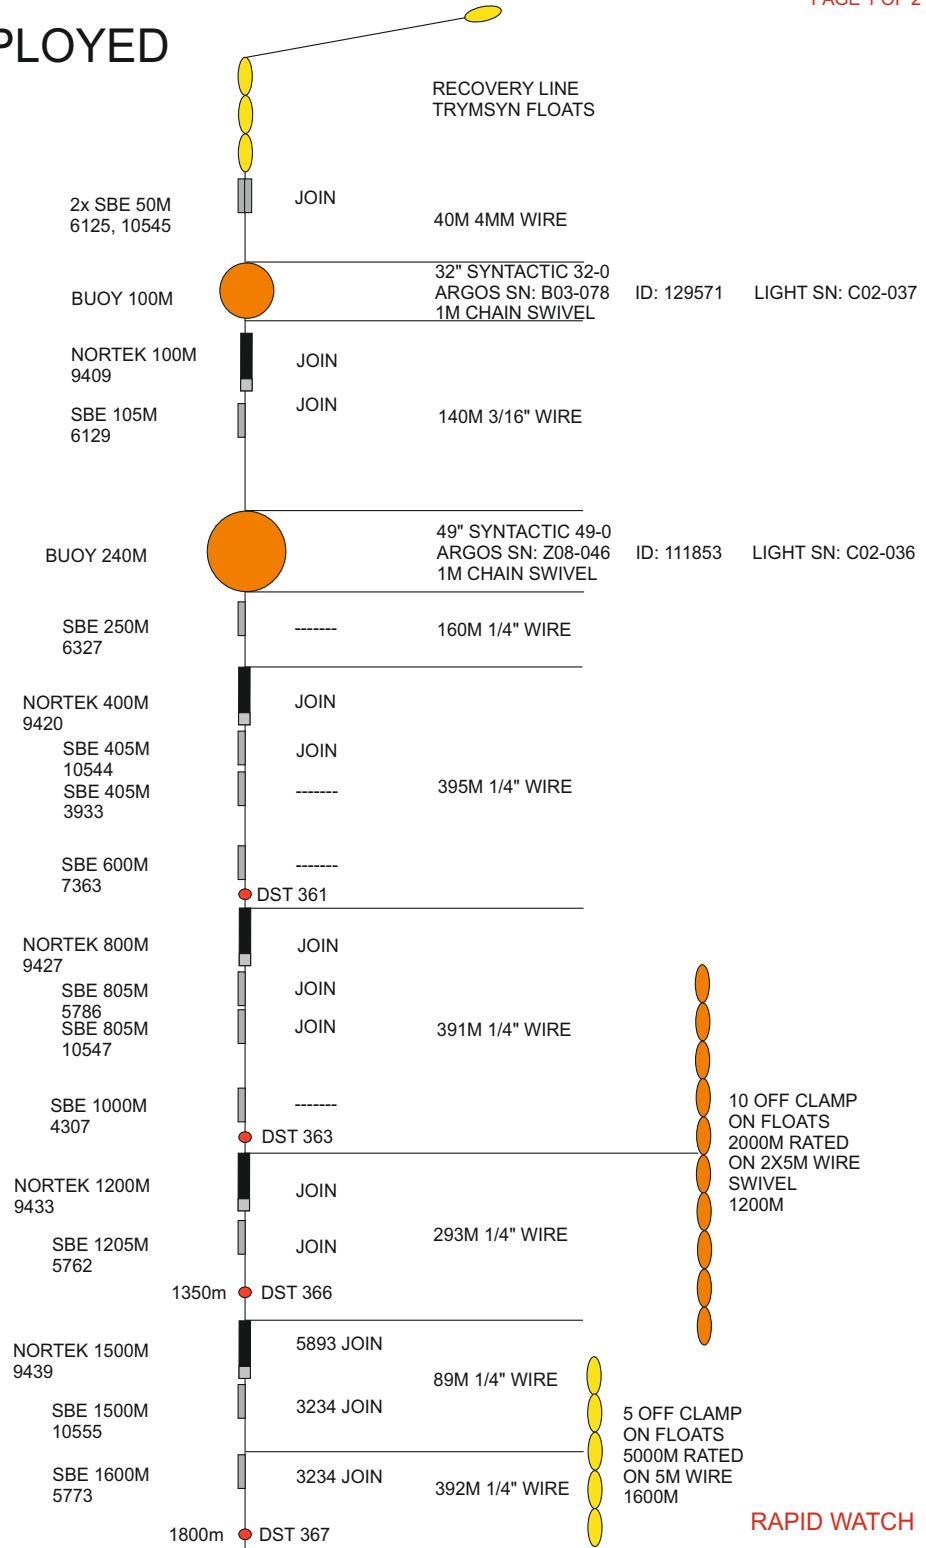 PAGE 1 OF 2
PLOYED
RECOVERY LINE
TRYMSYN FLOATS
2x SBE 50M
6125, 10545
JOIN
40M 4MM WIRE
BUOY 100M
32" SYNTACTIC 32-0
ARGOS SN: B03-078 ID: 129571 LIGHT SN: C02-037
1M CHAIN SWIVEL
NORTEK 100M
9409
JOIN
SBE 105M
6129
JOIN
140M 3/16" WIRE
BUOY 240M
49" SYNTACTIC 49-0
ARGOS SN: Z08-046 ID: 111853 LIGHT SN: C02-036
1M CHAIN SWIVEL
SBE 250M
6327
-------
160M 1/4" WIRE
NORTEK 400M
9420
JOIN
SBE 405M
10544
JOIN
SBE 405M
3933
-------
395M 1/4" WIRE
SBE 600M
7363
-------
DST 361
NORTEK 800M
9427
JOIN
SBE 805M
5786
JOIN
SBE 805M
10547
JOIN
391M 1/4" WIRE
SBE 1000M
4307
-------
DST 363
10 OFF CLAMP
ON FLOATS
2000M RATED
ON 2X5M WIRE
SWIVEL
1200M
NORTEK 1200M
9433
JOIN
SBE 1205M
5762
JOIN
293M 1/4" WIRE
1350m DST 366
NORTEK 1500M
9439
5893 JOIN
89M 1/4" WIRE
SBE 1500M
10555
3234 JOIN
5 OFF CLAMP
ON FLOATS
5000M RATED
ON 5M WIRE
1600M
SBE 1600M
5773
3234 JOIN
392M 1/4" WIRE
1800m DST 367
RAPID WATCH